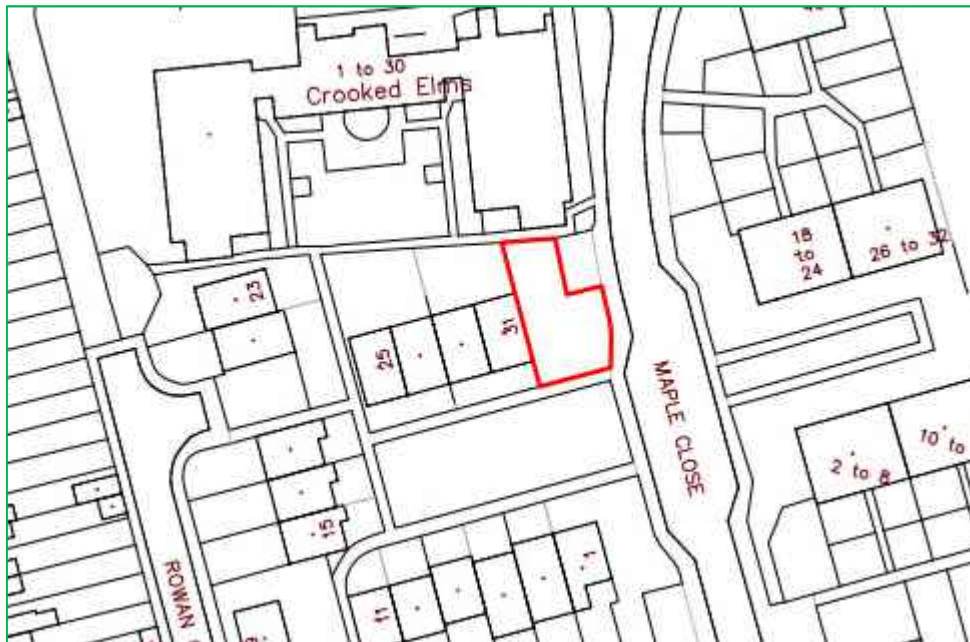 1 to 30
Crooked Elms
18
to
24
26 to 32
23
31
25
MAPLE CLOSE
10 to
2 to 8
15
ROWAN
1
11